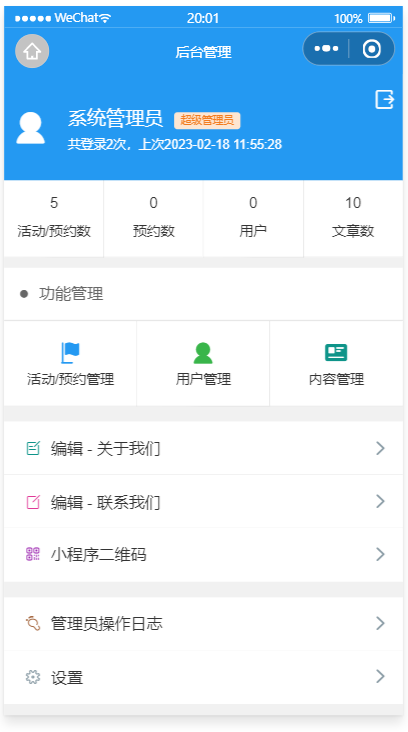 WeChat 20:01 100%
后台管理
系统管理员 超级管理员
共登录2次，上次2023-02-18 11:55:28
5 0 0 10
活动/预约数 预约数 用户 文章数
功能管理
活动/预约管理 用户管理 内容管理
编辑 - 关于我们
编辑 - 联系我们
小程序二维码
管理员操作日志
设置